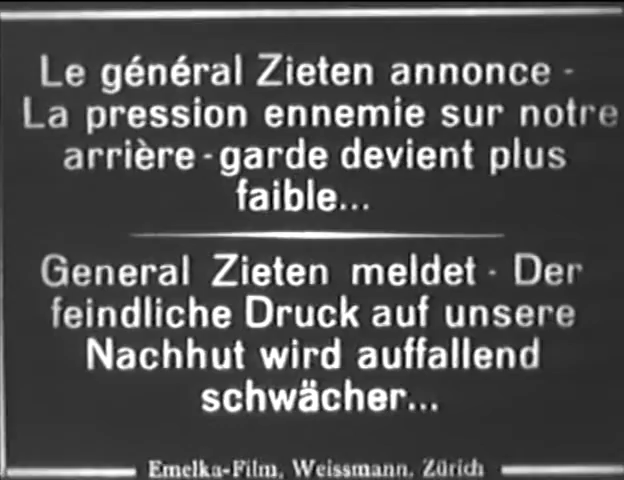 Le général Zieten annonce -
La pression ennemie sur notre
arrière-garde devient plus
faible...
General Zieten meldet - Der
feindliche Druck auf unsere
Nachhut wird auffallend
schwächer...
Emelka-Film, Weissmann, Zürich